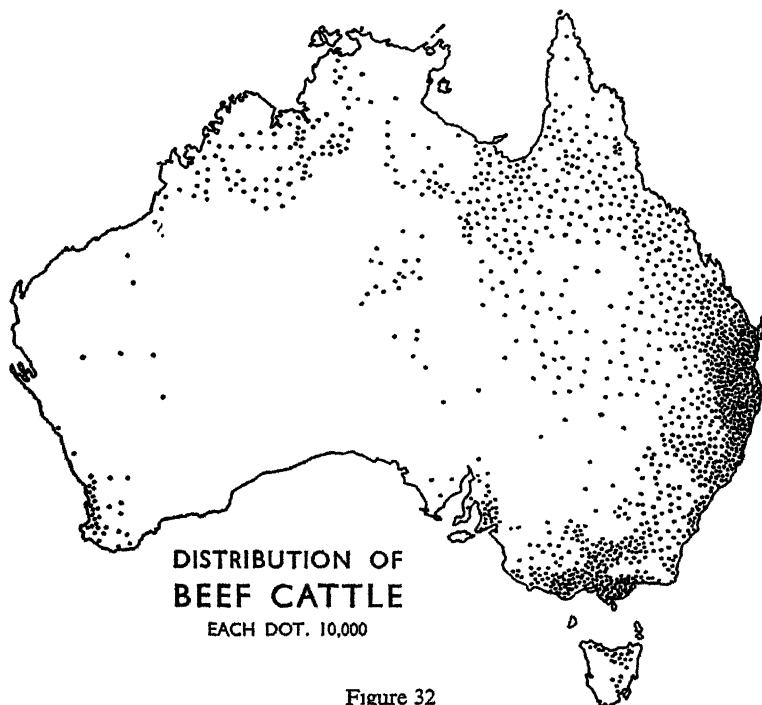 DISTRIBUTION OF
BEEF CATTLE
EACH DOT. 10,000
Figure 32